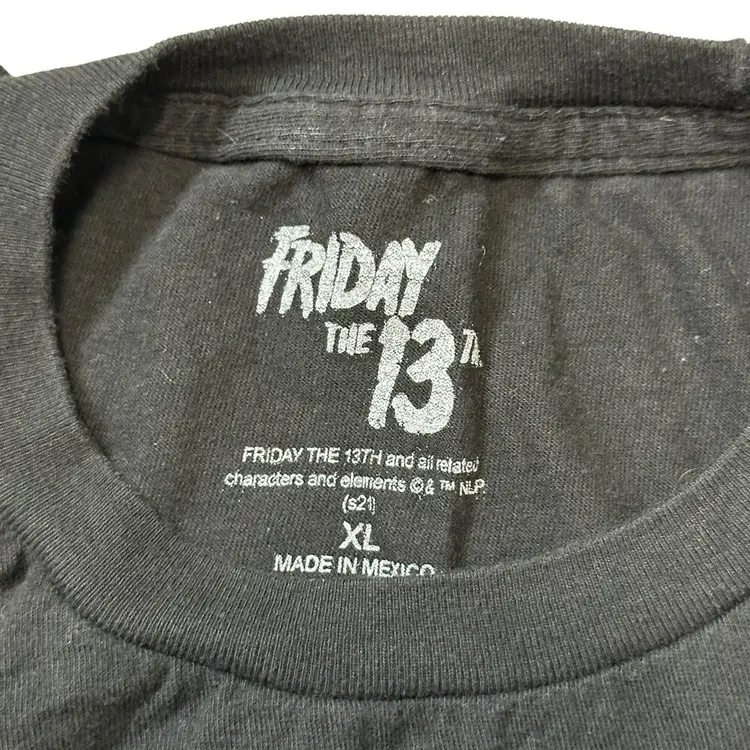 FRIDAY
THE 13TH
FRIDAY THE 13TH and all related
characters and elements © & ™ NLP
(s21)
XL
MADE IN MEXICO